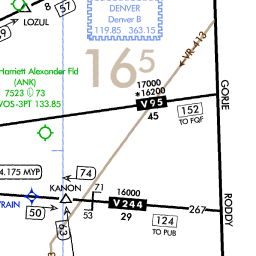 57
LOZUL
DENVER
Denver B
119.85 363.15
VR-413
16⁵
Harriett Alexander Fld
(ANK)
7523 73
VOS-3PT 133.85
17000
*16200
V95
45
152
TO FQF
GORIE
4.175 MYP
74
KANON
71
53
16000
V244
29
267
50
63
124
TO PUB
RODDY